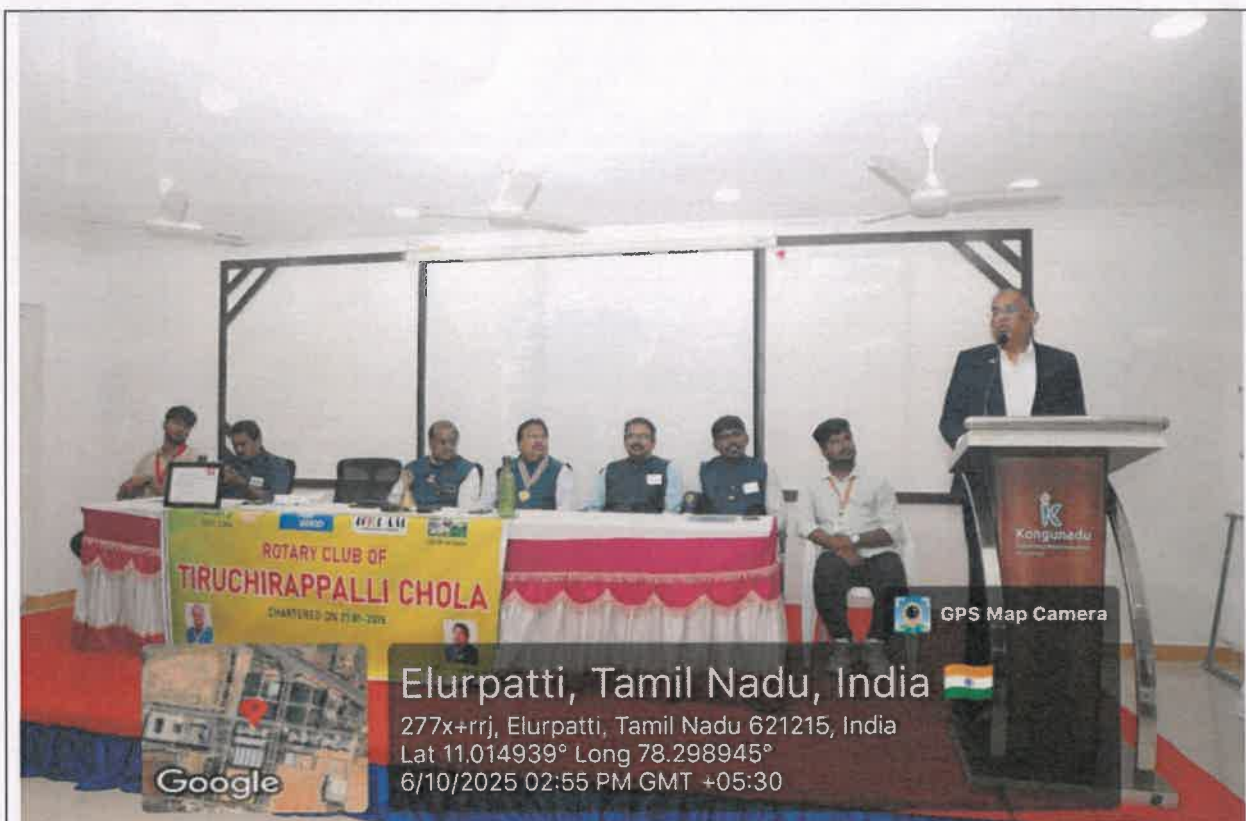 ROTARY CLUB OF
TIRUCHIRAPPALLI CHOLA
Kongunadu
GPS Map Camera
Elurpatti, Tamil Nadu, India
277x+rrj, Elurpatti, Tamil Nadu 621215, India
Lat 11.014939° Long 78.298945°
6/10/2025 02:55 PM GMT +05:30
Google